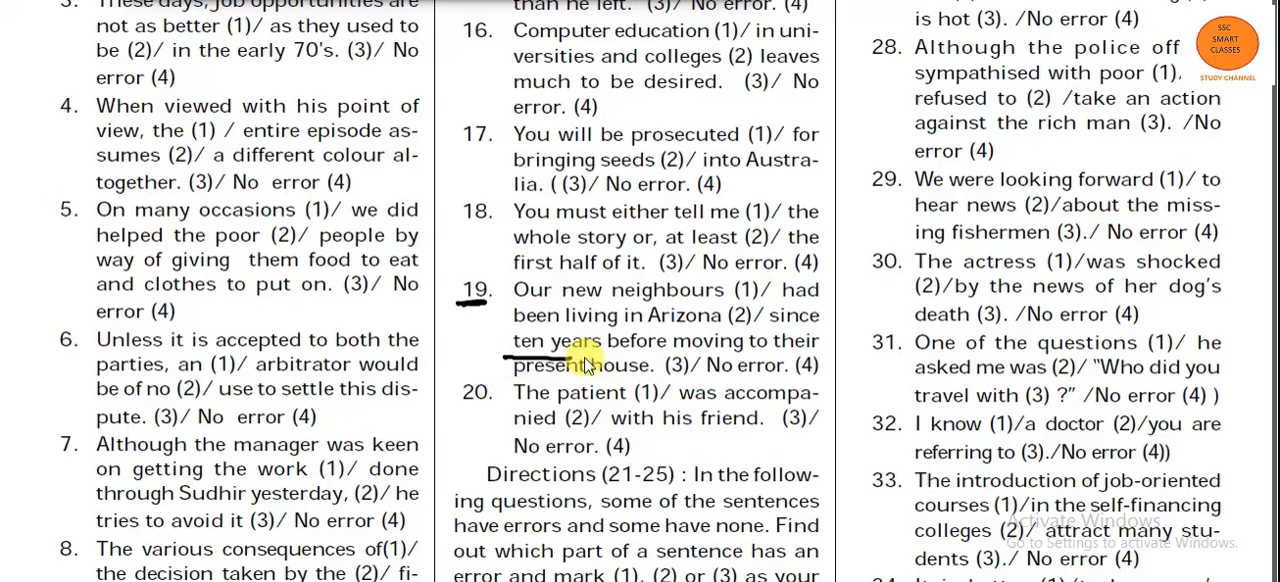 3. These days, job opportunities are
not as better (1)/ as they used to
be (2)/ in the early 70's. (3)/ No
error (4)
4. When viewed with his point of
view, the (1) / entire episode as-
sumes (2)/ a different colour al-
together. (3)/ No error (4)
5. On many occasions (1)/ we did
helped the poor (2)/ people by
way of giving them food to eat
and clothes to put on. (3)/ No
error (4)
6. Unless it is accepted to both the
parties, an (1)/ arbitrator would
be of no (2)/ use to settle this dis-
pute. (3)/ No error (4)
7. Although the manager was keen
on getting the work (1)/ done
through Sudhir yesterday, (2)/ he
tries to avoid it (3)/ No error (4)
8. The various consequences of(1)/
the decision taken by the (2)/ fi-
than he left. (3)/ No error. (4)
16. Computer education (1)/ in uni-
versities and colleges (2) leaves
much to be desired. (3)/ No
error. (4)
17. You will be prosecuted (1)/ for
bringing seeds (2)/ into Austra-
lia. ( (3)/ No error. (4)
18. You must either tell me (1)/ the
whole story or, at least (2)/ the
first half of it. (3)/ No error. (4)
19. Our new neighbours (1)/ had
been living in Arizona (2)/ since
ten years before moving to their
present house. (3)/ No error. (4)
20. The patient (1)/ was accompa-
nied (2)/ with his friend. (3)/
No error. (4)
Directions (21-25) : In the follow-
ing questions, some of the sentences
have errors and some have none. Find
out which part of a sentence has an
error and mark (1), (2) or (3) as your
is hot (3). /No error (4)
28. Although the police off
sympathised with poor (1).
refused to (2) /take an action
against the rich man (3). /No
error (4)
29. We were looking forward (1)/ to
hear news (2)/about the miss-
ing fishermen (3)./ No error (4)
30. The actress (1)/was shocked
(2)/by the news of her dog's
death (3). /No error (4)
31. One of the questions (1)/ he
asked me was (2)/ "Who did you
travel with (3) ?" /No error (4) )
32. I know (1)/a doctor (2)/you are
referring to (3)./No error (4))
33. The introduction of job-oriented
courses (1)/in the self-financing
colleges (2)/ attract many stu-
dents (3)./ No error (4)
SSC
SMART
CLASSES
STUDY CHANNEL
Activate Windows
Go to Settings to activate Windows.